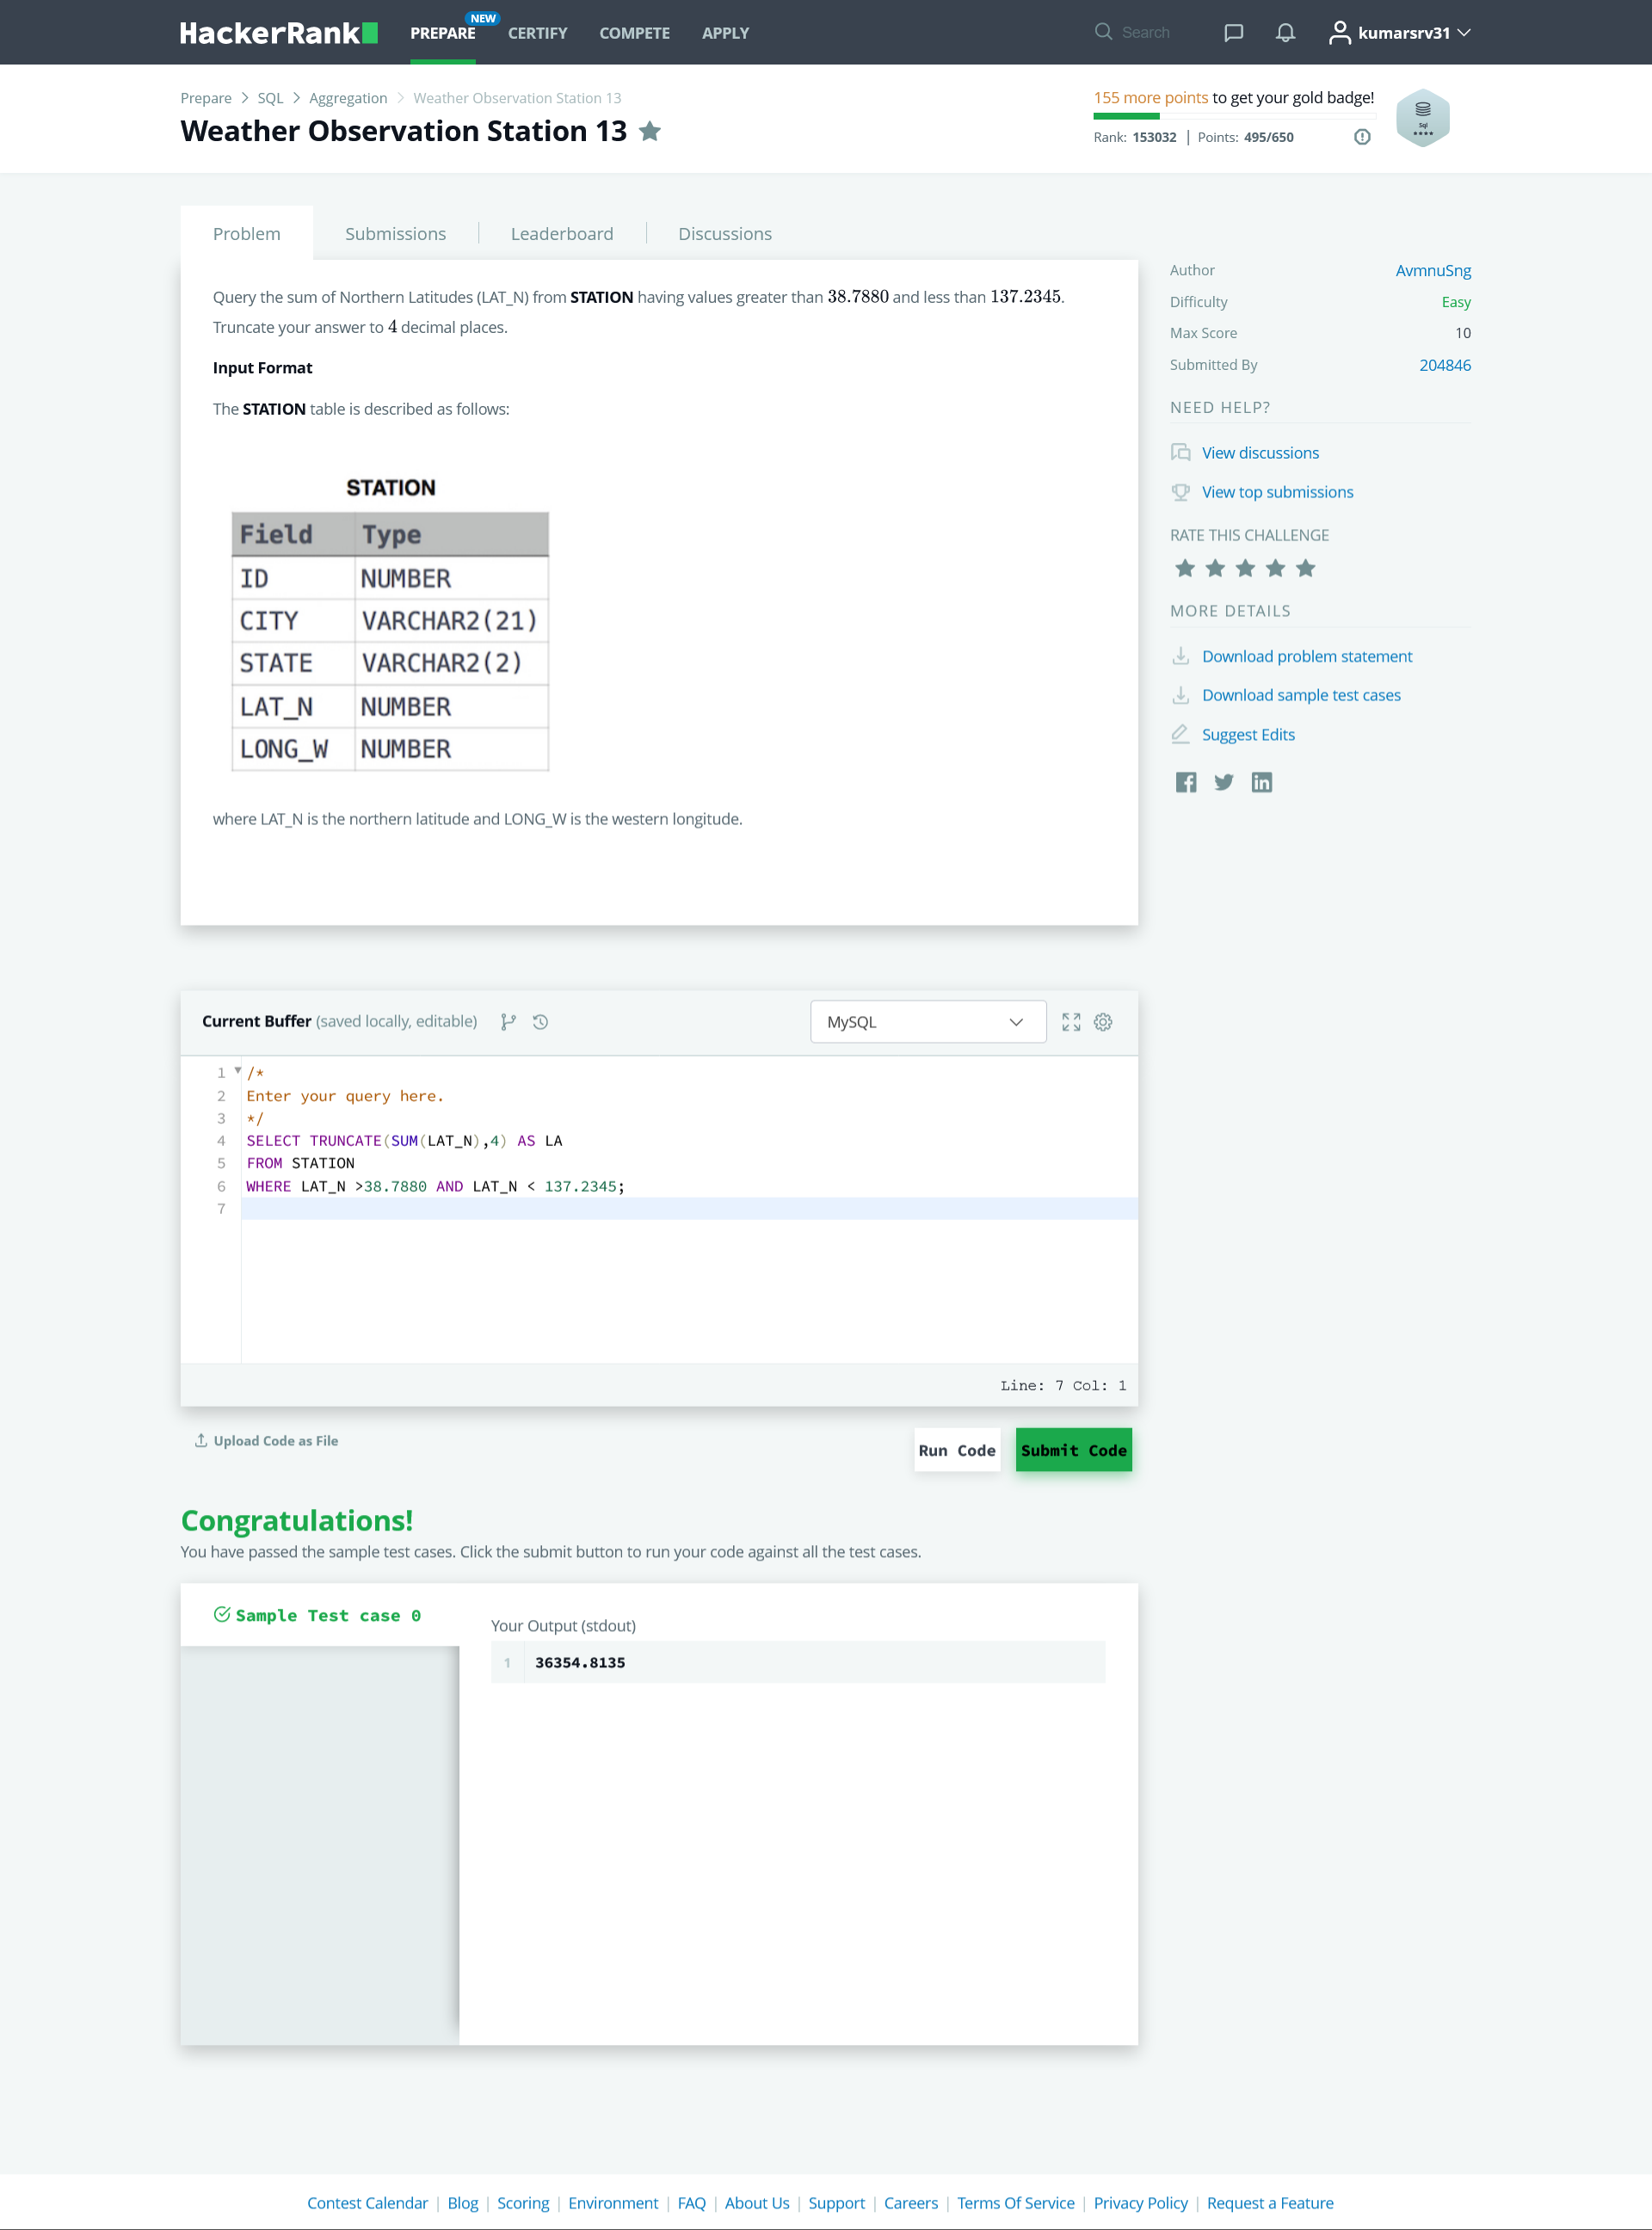 HackerRank
PREPARE
NEW
CERTIFY
COMPETE
APPLY
Search
kumarsrv31
Prepare > SQL > Aggregation > Weather Observation Station 13
Weather Observation Station 13
155 more points to get your gold badge!
Rank: 153032 | Points: 495/650
Sql
Problem
Submissions
Leaderboard
Discussions
Query the sum of Northern Latitudes (LAT_N) from STATION having values greater than 38.7880 and less than 137.2345.
Truncate your answer to 4 decimal places.
Input Format
The STATION table is described as follows:
STATION
Field Type
ID NUMBER
CITY VARCHAR2(21)
STATE VARCHAR2(2)
LAT_N NUMBER
LONG_W NUMBER
where LAT_N is the northern latitude and LONG_W is the western longitude.
Author AvmnuSng
Difficulty Easy
Max Score 10
Submitted By 204846
NEED HELP?
View discussions
View top submissions
RATE THIS CHALLENGE
MORE DETAILS
Download problem statement
Download sample test cases
Suggest Edits
Current Buffer (saved locally, editable)
MySQL
1 /*
2 Enter your query here.
3 */
4 SELECT TRUNCATE(SUM(LAT_N),4) AS LA
5 FROM STATION
6 WHERE LAT_N >38.7880 AND LAT_N < 137.2345;
7
Line: 7 Col: 1
Upload Code as File
Run Code
Submit Code
Congratulations!
You have passed the sample test cases. Click the submit button to run your code against all the test cases.
Sample Test case 0
Your Output (stdout)
1 36354.8135
Contest Calendar | Blog | Scoring | Environment | FAQ | About Us | Support | Careers | Terms Of Service | Privacy Policy | Request a Feature